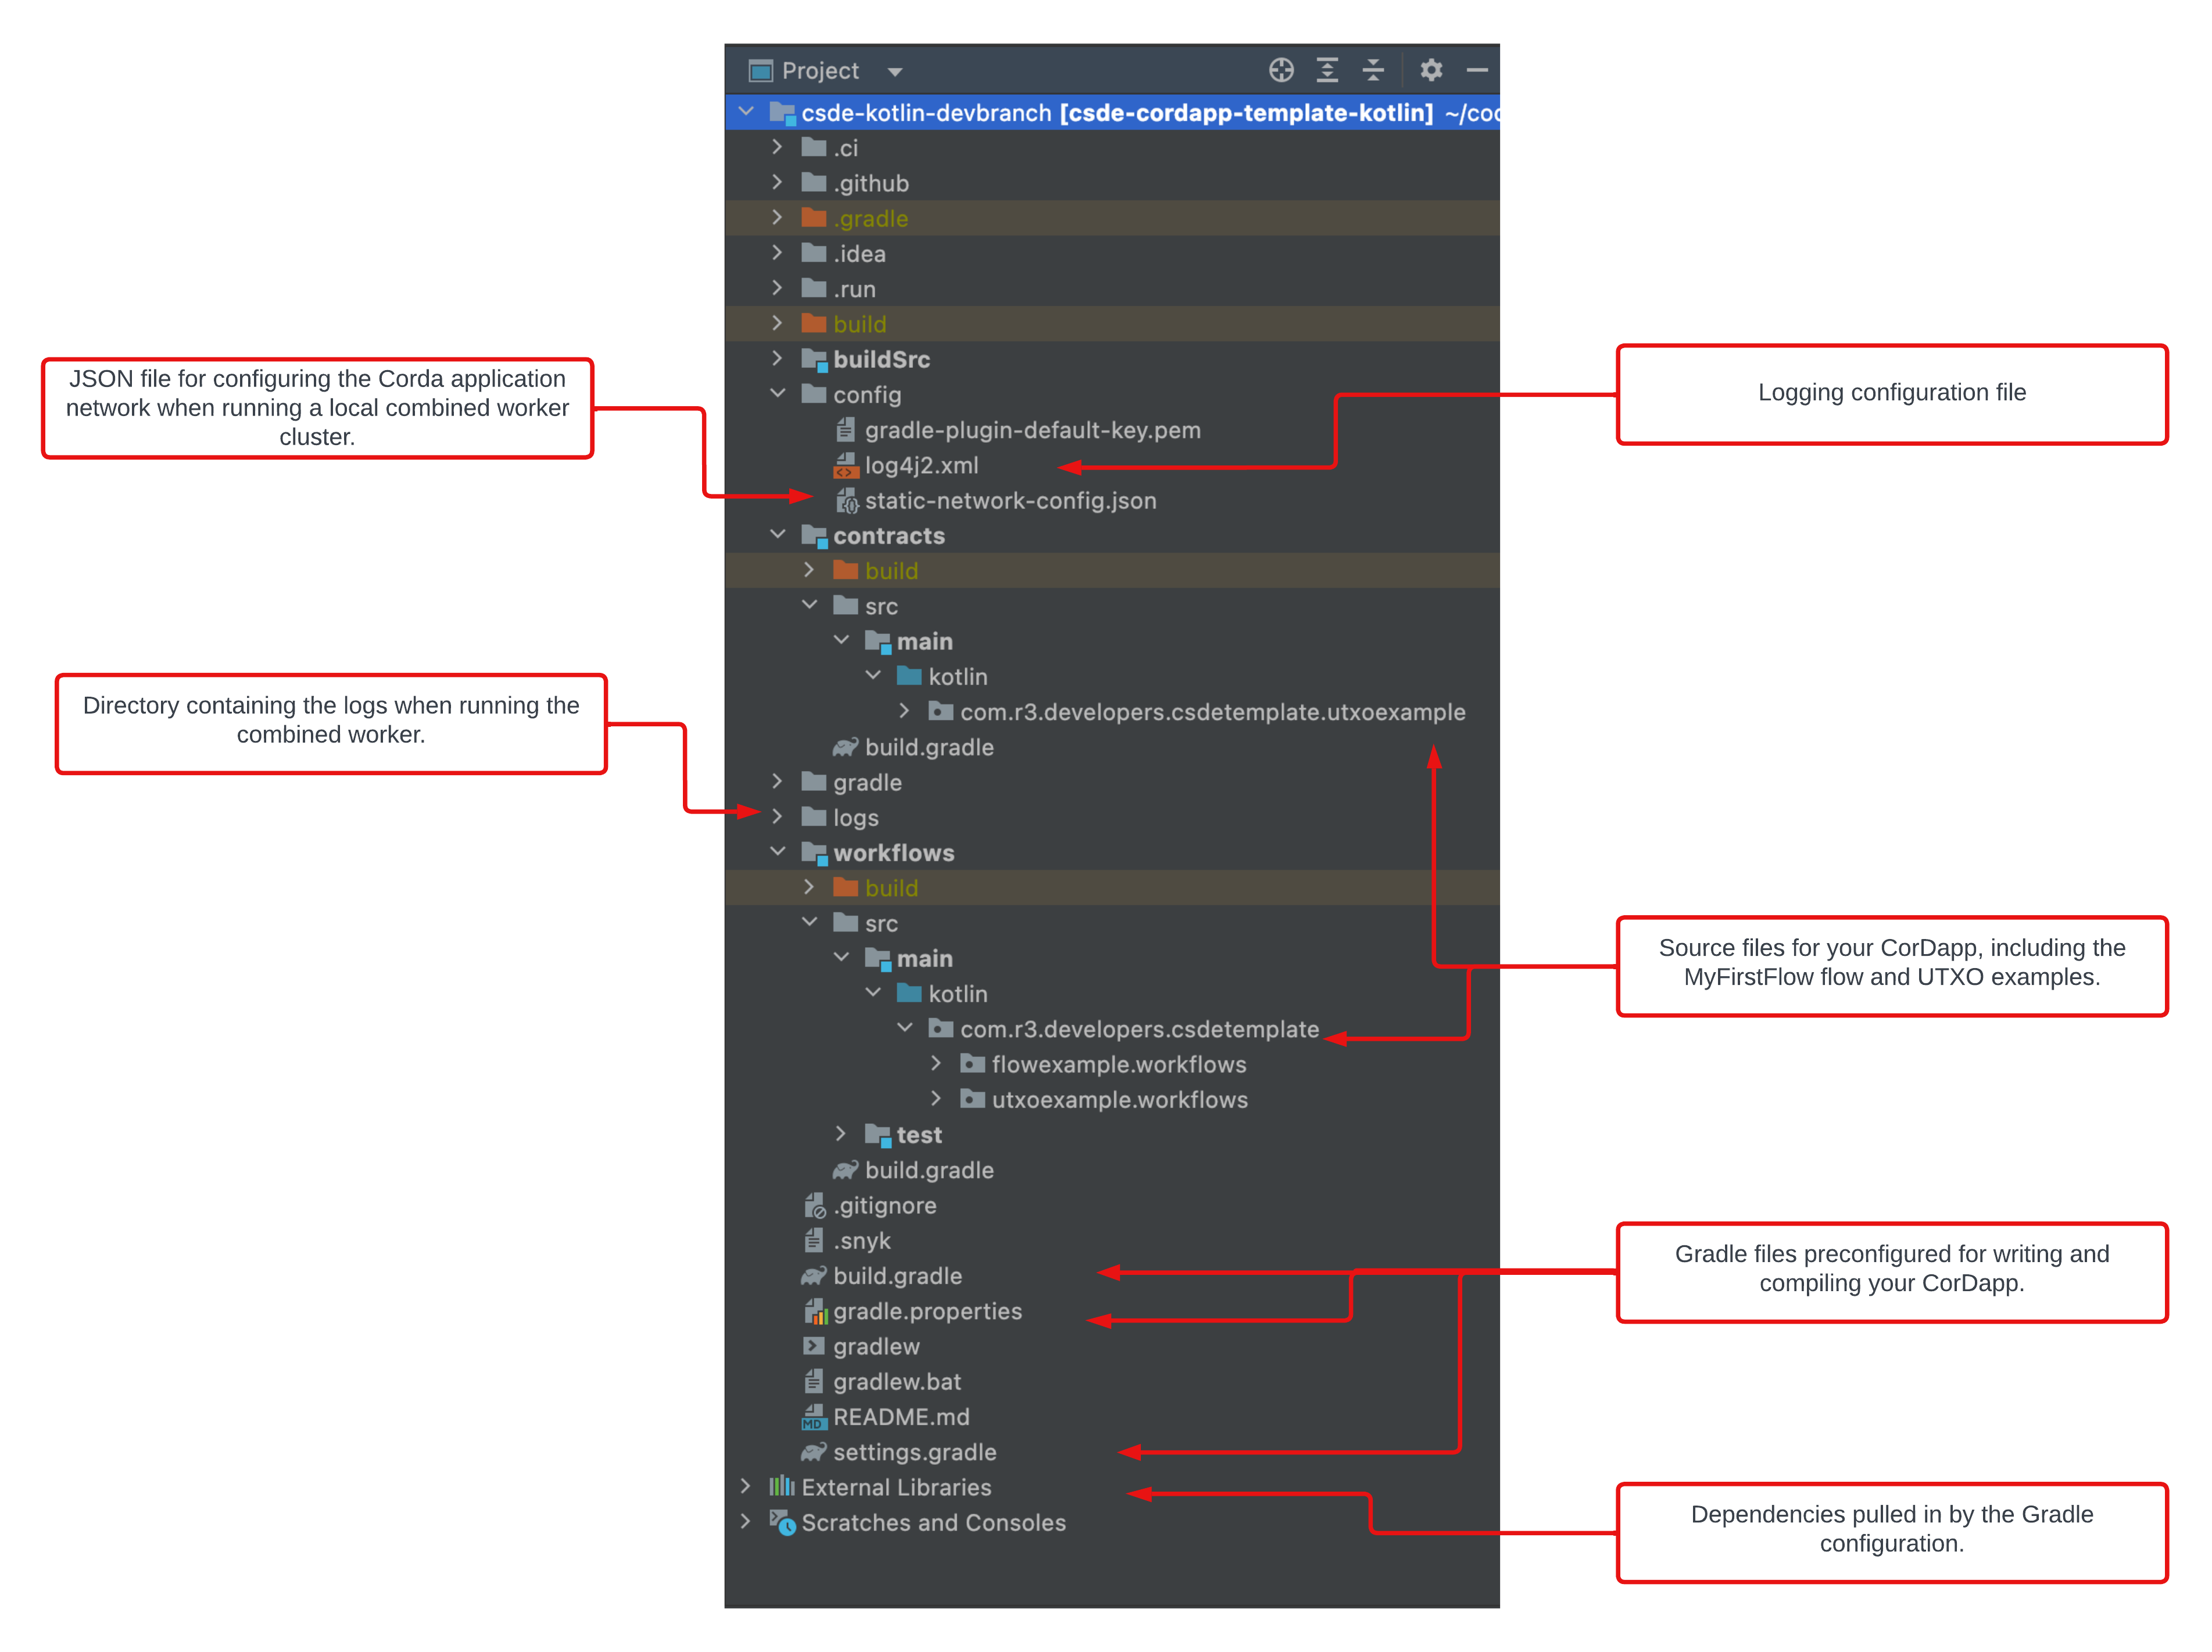 Project
csde-kotlin-devbranch [csde-cordapp-template-kotlin] ~/coc
.ci
.github
.gradle
.idea
.run
build
buildSrc
config
gradle-plugin-default-key.pem
log4j2.xml
static-network-config.json
contracts
build
src
main
kotlin
com.r3.developers.csdetemplate.utxoexample
build.gradle
gradle
logs
workflows
build
src
main
kotlin
com.r3.developers.csdetemplate
flowexample.workflows
utxoexample.workflows
test
build.gradle
.gitignore
.snyk
build.gradle
gradle.properties
gradlew
gradlew.bat
MD README.md
settings.gradle
External Libraries
Scratches and Consoles
JSON file for configuring the Corda application
network when running a local combined worker
cluster.
Directory containing the logs when running the
combined worker.
Logging configuration file
Source files for your CorDapp, including the
MyFirstFlow flow and UTXO examples.
Gradle files preconfigured for writing and
compiling your CorDapp.
Dependencies pulled in by the Gradle
configuration.